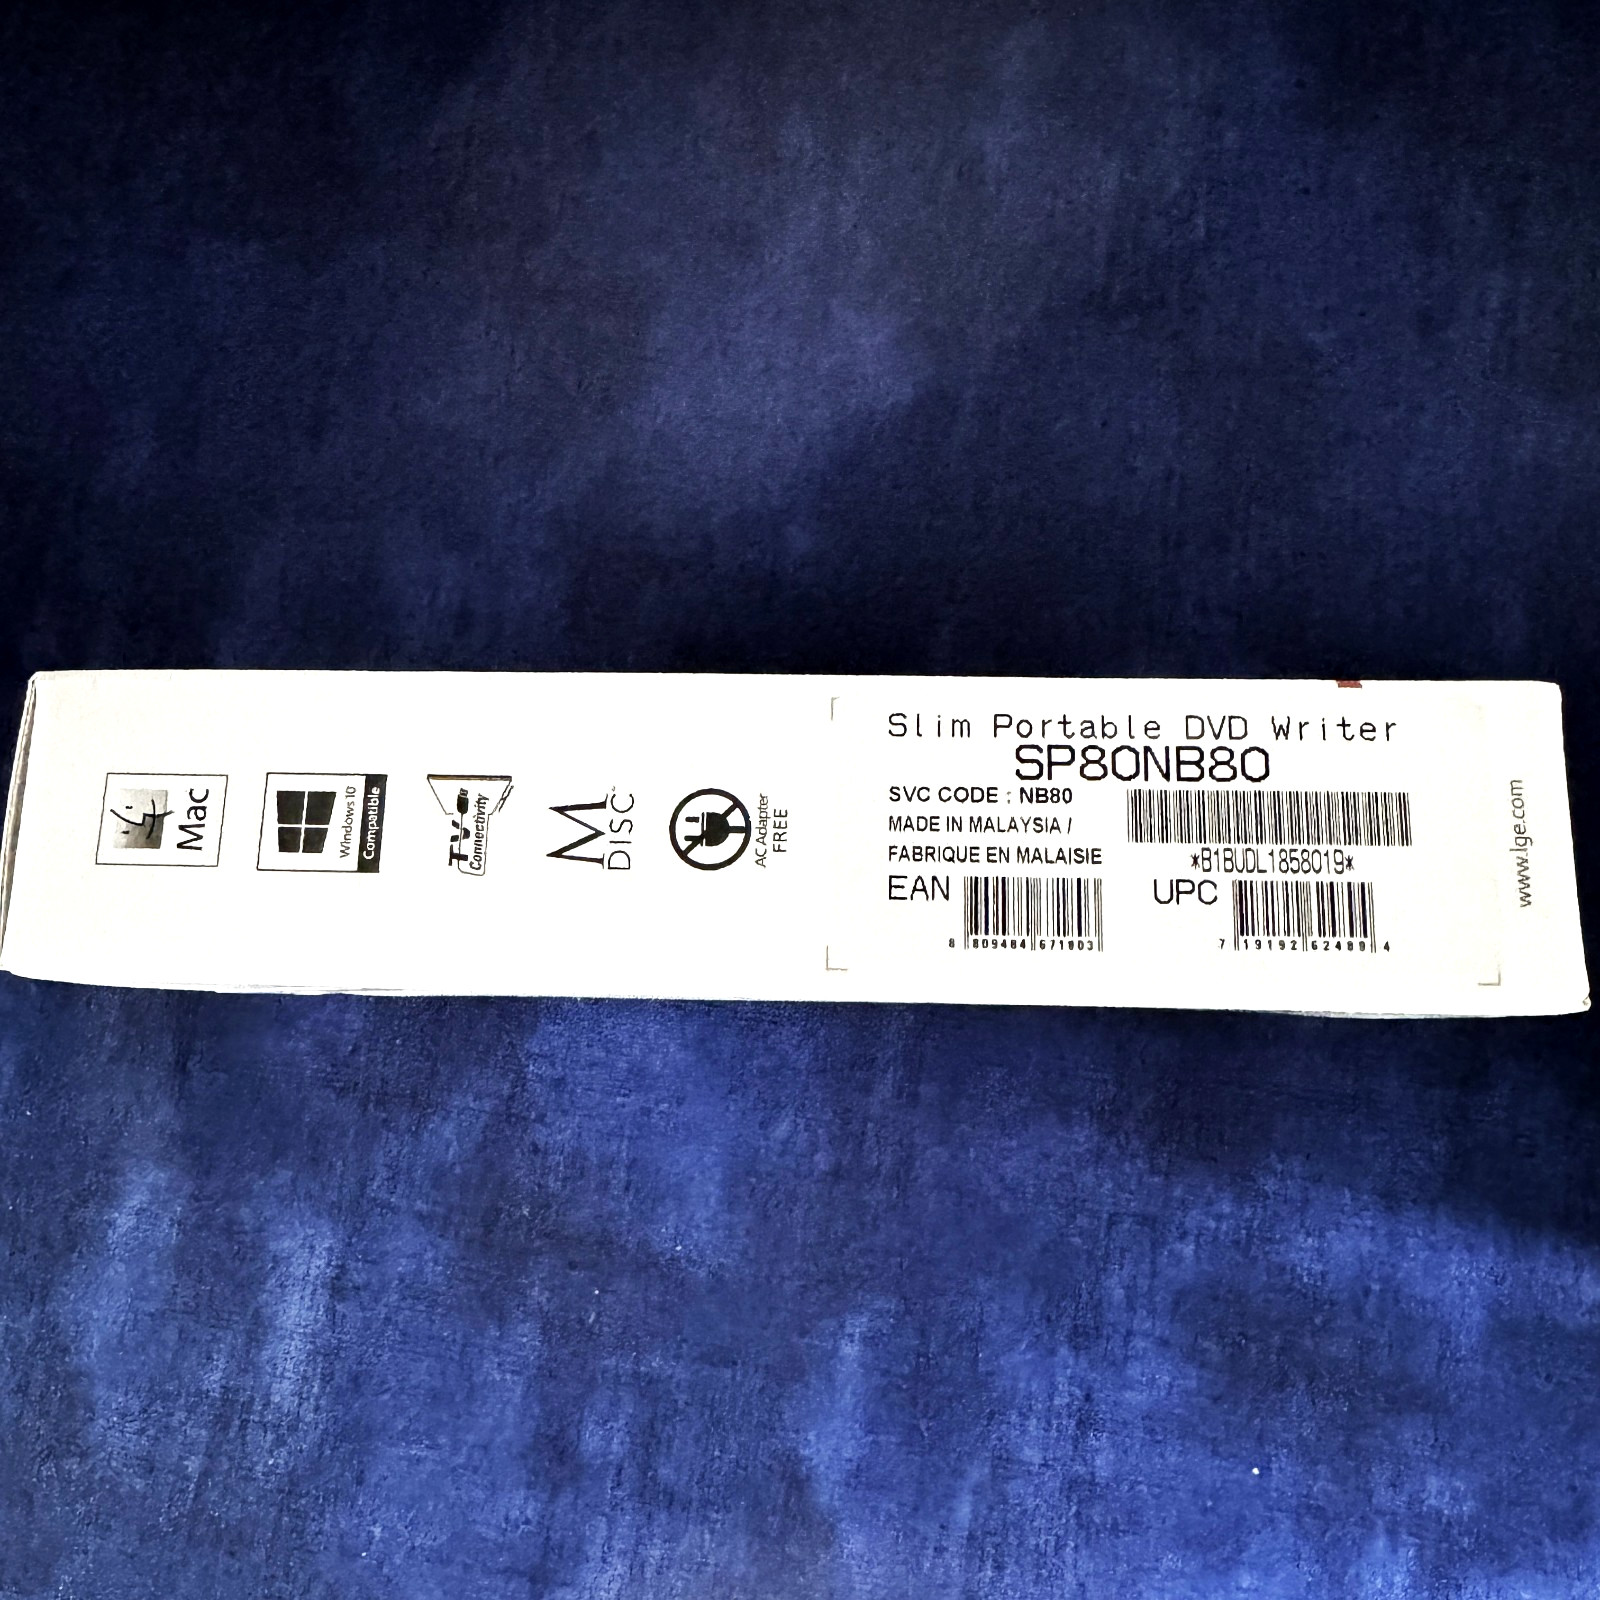 Mac
Windows 10
Compatible
TV
Connectivity
M
DISC
AC Adapter
FREE
Slim Portable DVD Writer
SP80NB80
SVC CODE : NB80
MADE IN MALAYSIA /
FABRIQUE EN MALAISIE
*B1BUDL1858019*
EAN
8 809484 671903
UPC
7 19192 62489 4
www.lge.com